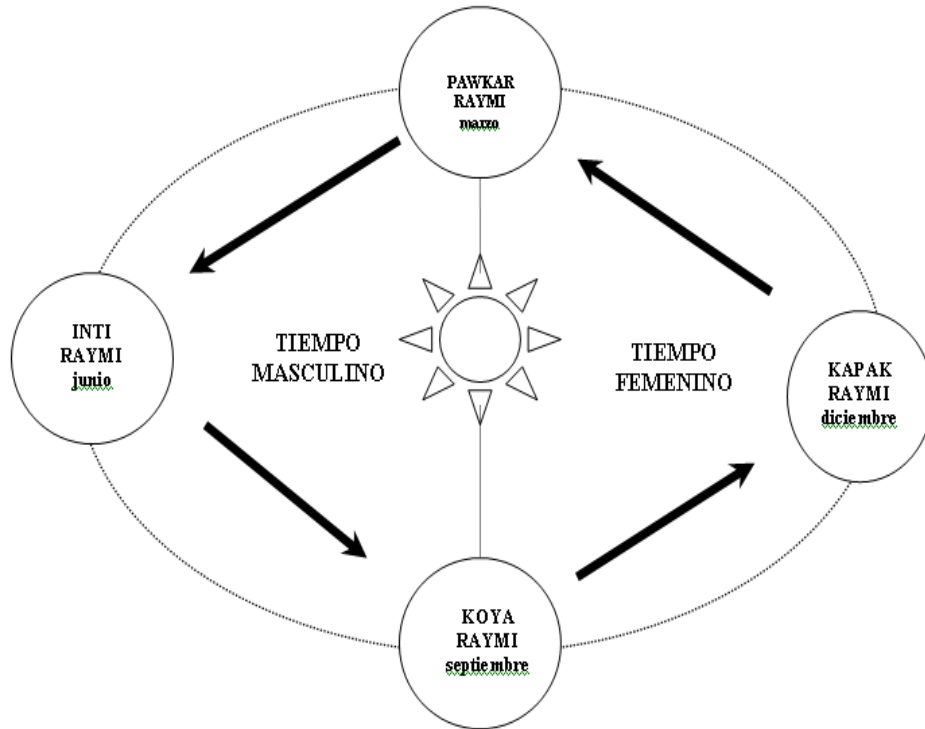 PAWKAR
RAYMI
marzo
INTI
RAYMI
junio
TIEMPO
MASCULINO
TIEMPO
FEMENINO
KAPAK
RAYMI
diciembre
KOYA
RAYMI
septiembre